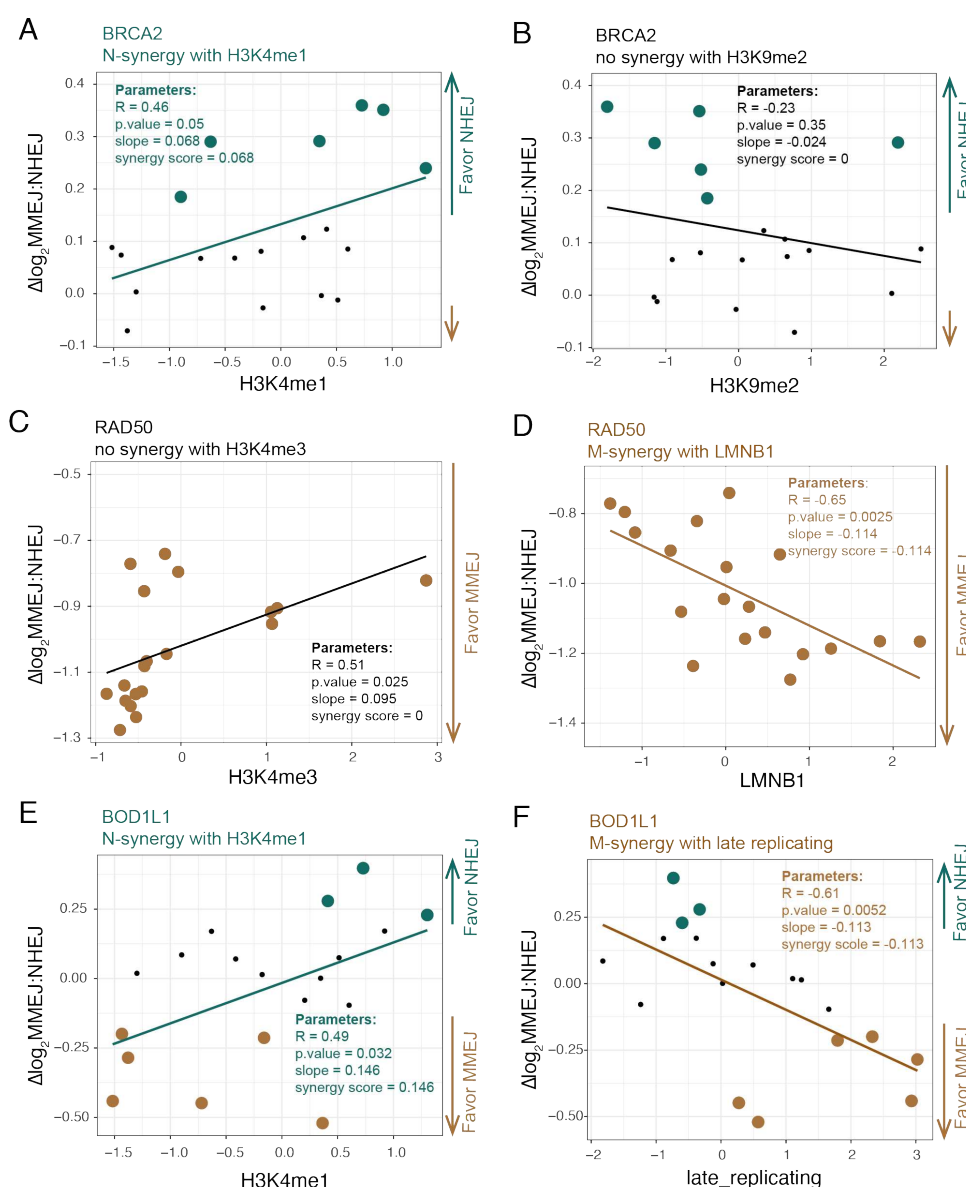 A
BRCA2
N-synergy with H3K4me1
Parameters:
R = 0.46
p.value = 0.05
slope = 0.068
synergy score = 0.068
0.4
0.3
0.2
0.1
0.0
−0.1
−1.5
−1.0
−0.5
0.0
0.5
1.0
H3K4me1
Δlog2MMEJ:NHEJ
Favor NHEJ
B
BRCA2
no synergy with H3K9me2
Parameters:
R = -0.23
p.value = 0.35
slope = -0.024
synergy score = 0
0.4
0.3
0.2
0.1
0.0
−0.1
−2
−1
0
1
2
H3K9me2
Δlog2MMEJ:NHEJ
Favor NHEJ
C
RAD50
no synergy with H3K4me3
−0.5
−0.7
−0.9
−1.1
−1.3
Parameters:
R = 0.51
p.value = 0.025
slope = 0.095
synergy score = 0
−1
0
1
2
3
H3K4me3
Δlog2MMEJ:NHEJ
Favor MMEJ
D
RAD50
M-synergy with LMNB1
Parameters:
R = -0.65
p.value = 0.0025
slope = -0.114
synergy score = -0.114
−0.8
−1.0
−1.2
−1.4
−1
0
1
2
LMNB1
Δlog2MMEJ:NHEJ
Favor MMEJ
E
BOD1L1
N-synergy with H3K4me1
0.25
0.00
−0.25
−0.50
Parameters:
R = 0.49
p.value = 0.032
slope = 0.146
synergy score = 0.146
−1.5
−1.0
−0.5
0.0
0.5
1.0
H3K4me1
Δlog2MMEJ:NHEJ
Favor NHEJ
Favor MMEJ
F
BOD1L1
M-synergy with late replicating
Parameters:
R = -0.61
p.value = 0.0052
slope = -0.113
synergy scole = -0.113
0.25
0.00
−0.25
−0.50
−2
−1
0
1
2
3
late_replicating
Δlog2MMEJ:NHEJ
Favor NHEJ
Favor MMEJ